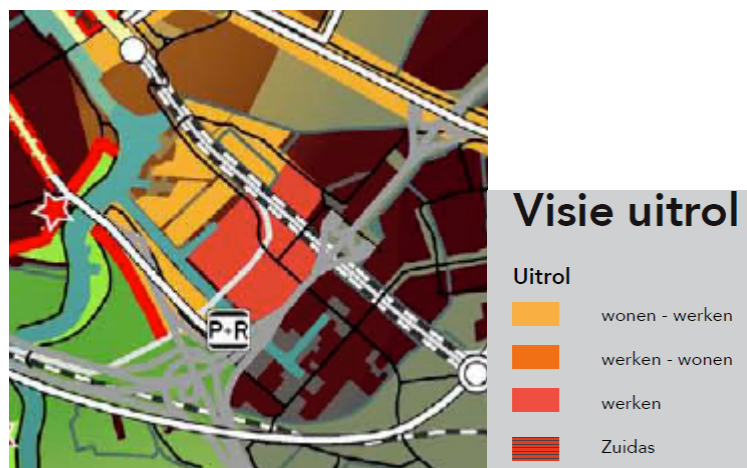 P+R
Visie uitrol
Uitrol
wonen - werken
werken - wonen
werken
Zuidas